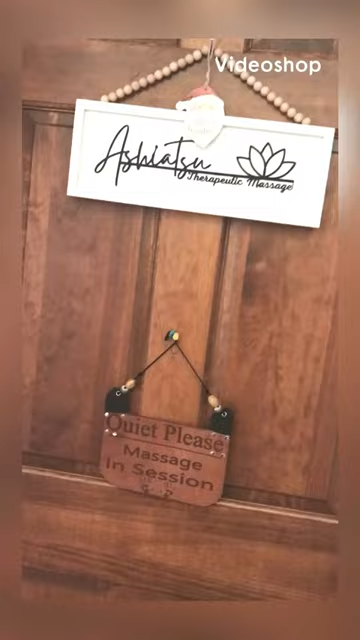 Videoshop
Ashiatsu
Therapeutic Massage
Quiet Please
Massage
In Session